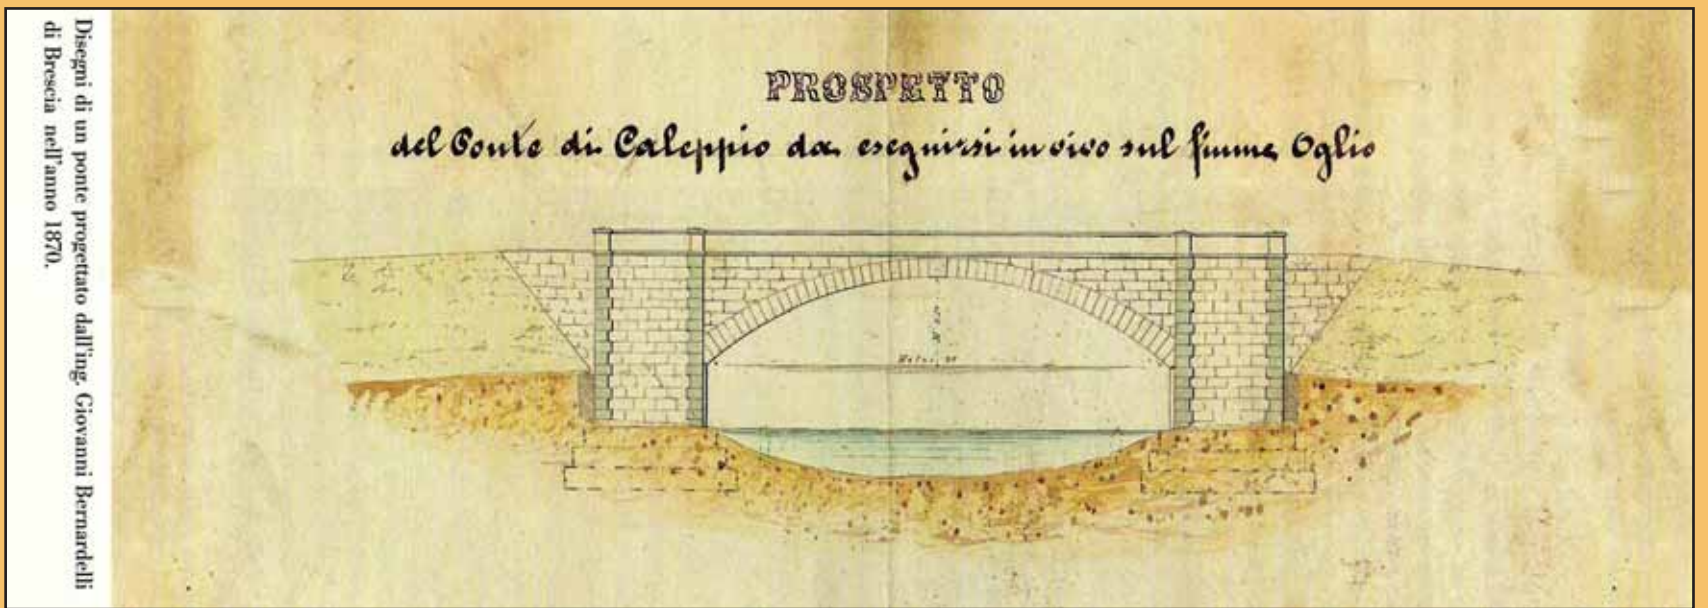 PROSPETTO
del Ponte di Caleppio da eseguirsi in vivo sul fiume Oglio
Disegni di un ponte progettato dall'ing. Giovanni Bernardelli
di Brescia nell'anno 1870.